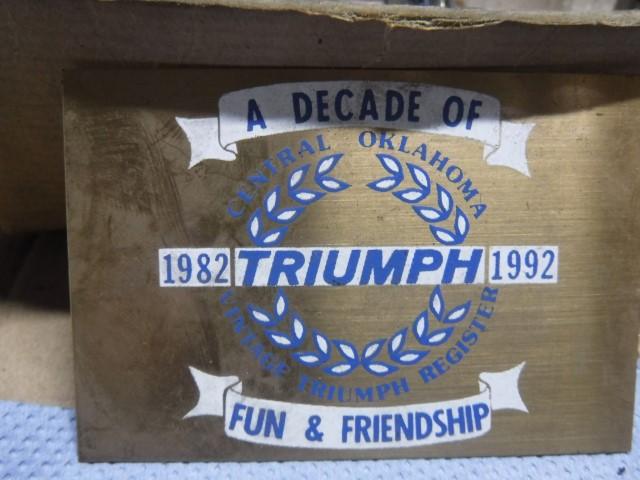 A DECADE OF
CENTRAL OKLAHOMA
1982 TRIUMPH 1992
VINTAGE TRIUMPH REGISTER
FUN & FRIENDSHIP